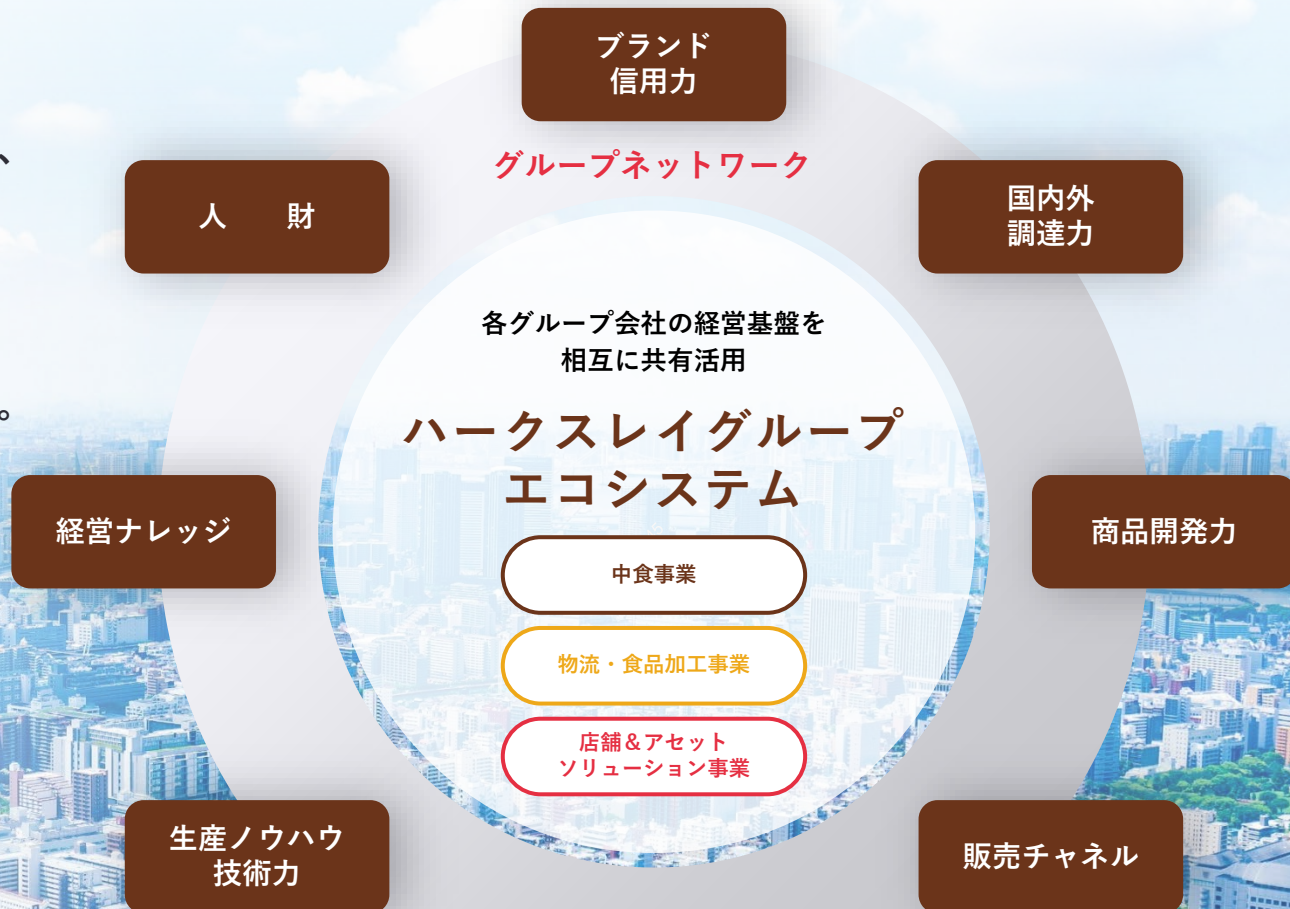 ブランド
信用力
グループネットワーク
人　　財
国内外
調達力
、
各グループ会社の経営基盤を
相互に共有活用
ハークスレイグループ
エコシステム
。
経営ナレッジ
商品開発力
中食事業
物流・食品加工事業
店舗＆アセット
ソリューション事業
生産ノウハウ
技術力
販売チャネル